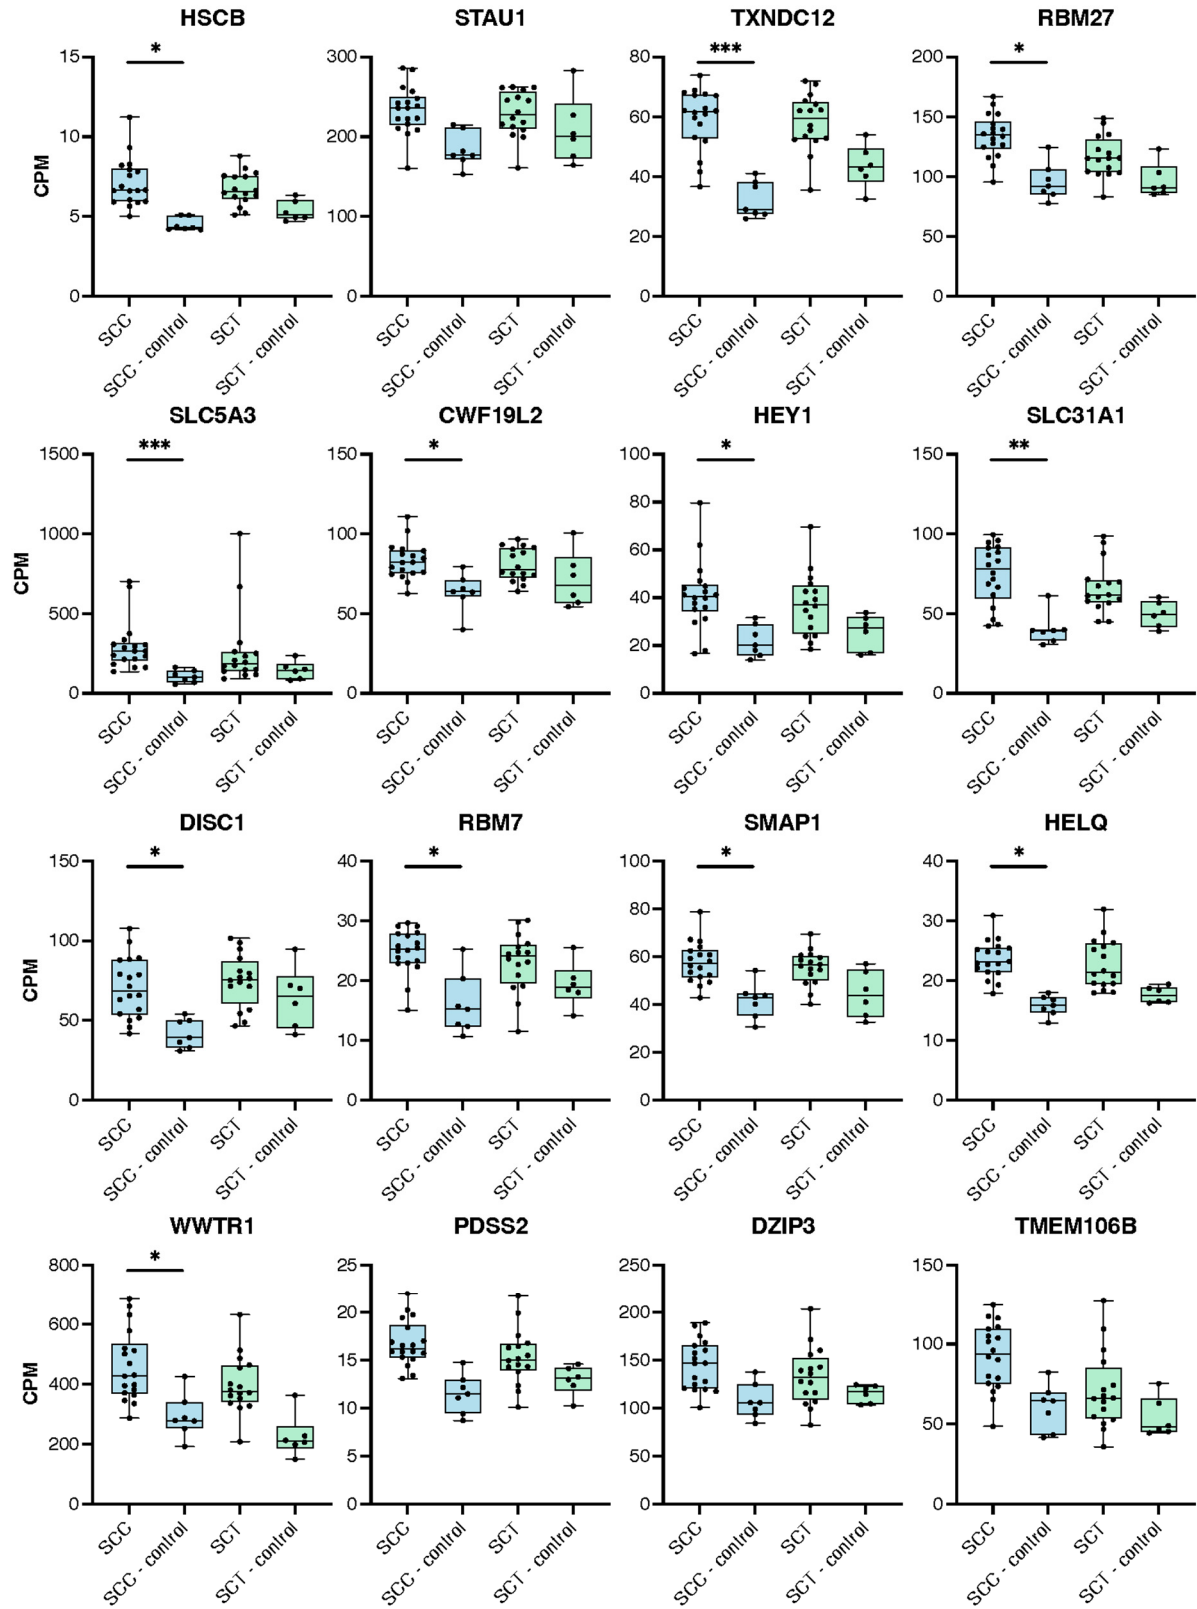 HSCB STAU1 TXNDC12 RBM27
* *** *
15 300 80 200
10 200 60 150
5 100 40 100
0 0 20 50
0 0
CPM
SCC SCC - control SCT SCT - control SCC SCC - control SCT SCT - control SCC SCC - control SCT SCT - control SCC SCC - control SCT SCT - control
SLC5A3 CWF19L2 HEY1 SLC31A1
*** * * **
1500 150 100 150
1000 100 80 100
500 50 60 50
0 0 40 0
20
0
CPM
SCC SCC - control SCT SCT - control SCC SCC - control SCT SCT - control SCC SCC - control SCT SCT - control SCC SCC - control SCT SCT - control
DISC1 RBM7 SMAP1 HELQ
* * * *
150 40 100 40
100 30 80 30
50 20 60 20
0 10 40 10
0 20 0
0
CPM
SCC SCC - control SCT SCT - control SCC SCC - control SCT SCT - control SCC SCC - control SCT SCT - control SCC SCC - control SCT SCT - control
WWTR1 PDSS2 DZIP3 TMEM106B
*
800 25 250 150
600 20 200 100
400 15 150 50
200 10 100 0
0 5 50
0 0
CPM
SCC SCC - control SCT SCT - control SCC SCC - control SCT SCT - control SCC SCC - control SCT SCT - control SCC SCC - control SCT SCT - control